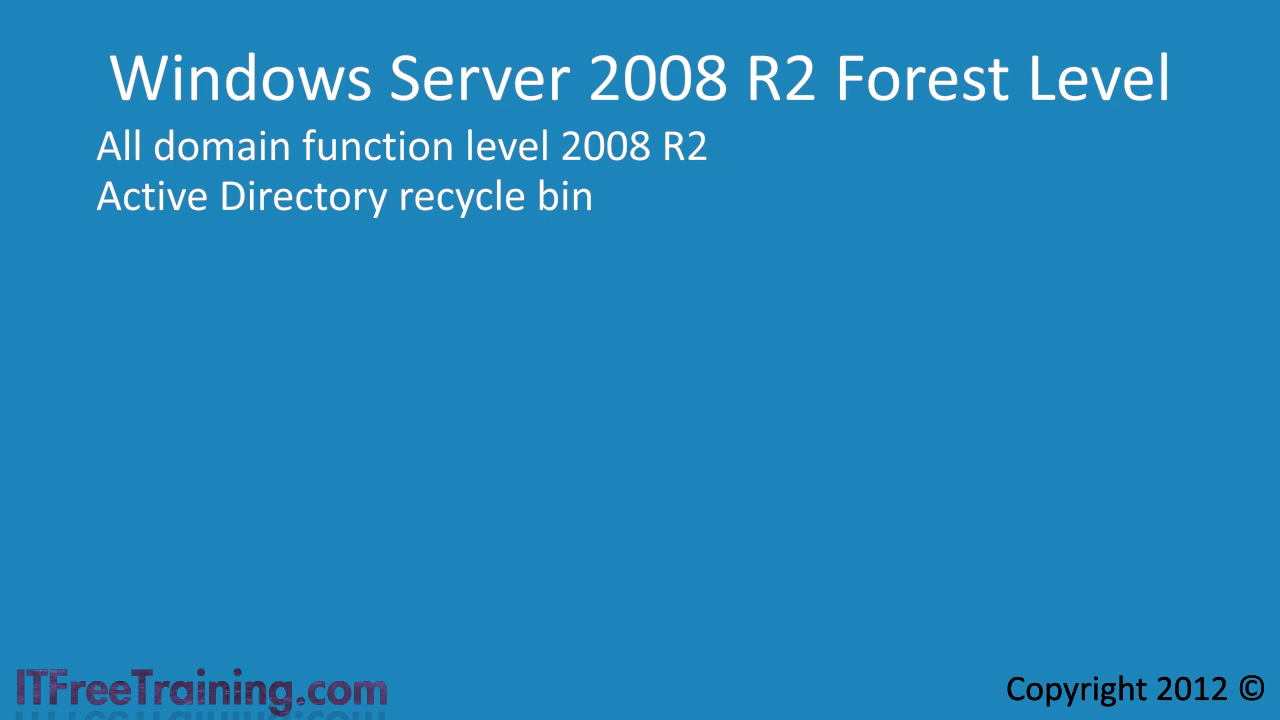 Windows Server 2008 R2 Forest Level
All domain function level 2008 R2
Active Directory recycle bin
ITFreeTraining.com
Copyright 2012 ©